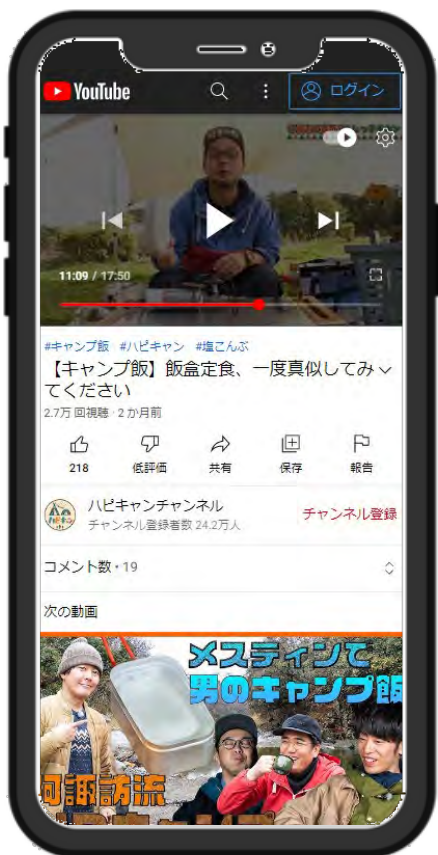 YouTube
ログイン
11:09 / 17:50
#キャンプ飯 #ハピキャン #塩こんぶ
【キャンプ飯】飯盒定食、一度真似してみ
てください
2.7万 回視聴・2 か月前
218 低評価 共有 保存 報告
ハピキャンチャンネル
チャンネル登録者数 24.2万人
チャンネル登録
コメント数・19
次の動画
メスティンで
男のキャンプ飯
阿諏訪流